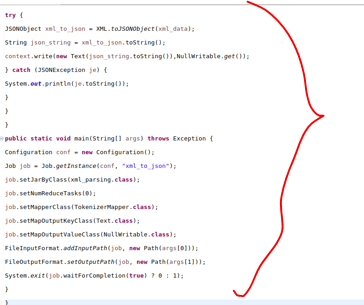 try {
JSONObject xml_to_json = XML.toJSONObject(xml_data);
String json_string = xml_to_json.toString();
context.write(new Text(json_string.toString()),NullWritable.get());
} catch (JSONException je) {
System.out.println(je.toString());
}
}
}
public static void main(String[] args) throws Exception {
Configuration conf = new Configuration();
Job job = Job.getInstance(conf, "xml_to_json");
job.setJarByClass(xml_parsing.class);
job.setNumReduceTasks(0);
job.setMapperClass(TokenizerMapper.class);
job.setMapOutputKeyClass(Text.class);
job.setMapOutputValueClass(NullWritable.class);
FileInputFormat.addInputPath(job, new Path(args[0]));
FileOutputFormat.setOutputPath(job, new Path(args[1]));
System.exit(job.waitForCompletion(true) ? 0 : 1);
}
}